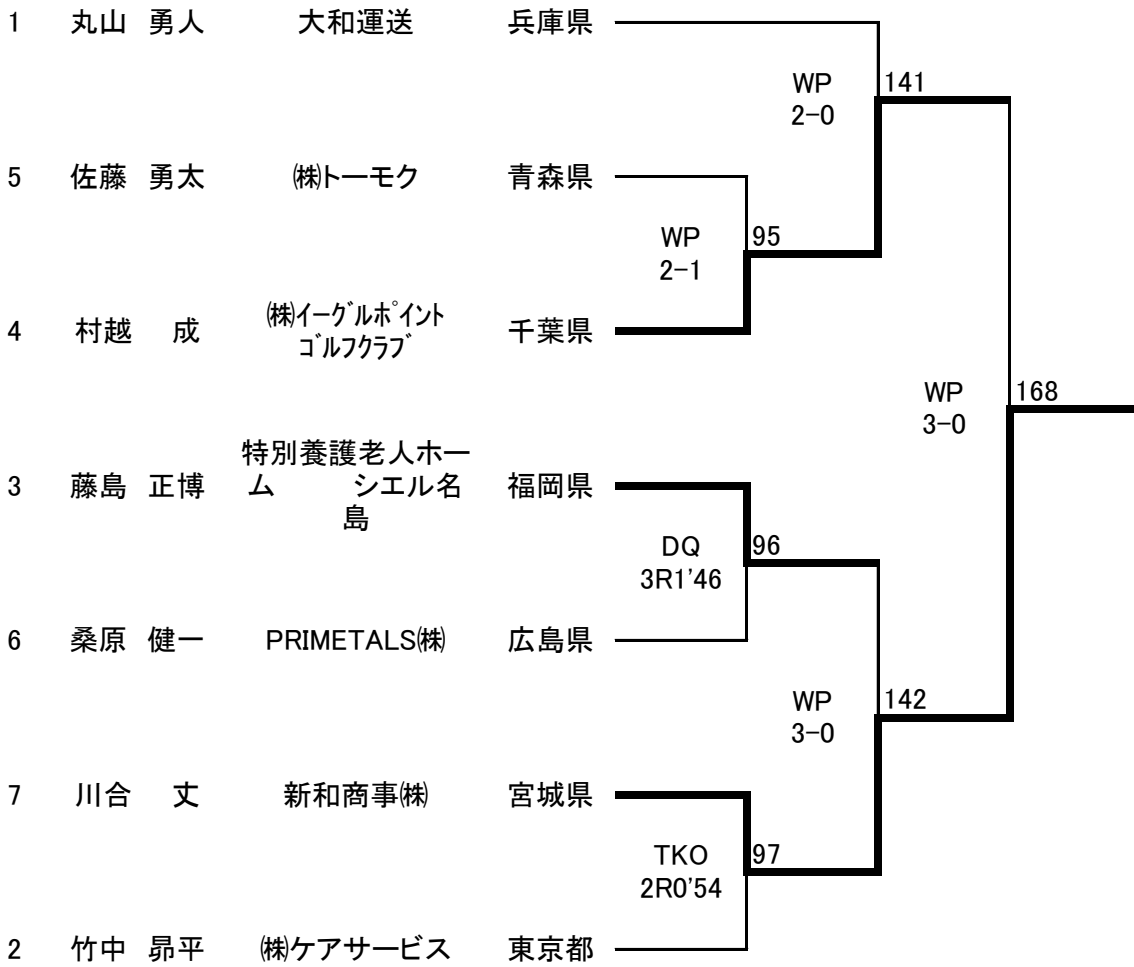 1 丸山 勇人 大和運送 兵庫県
WP 141
2-0
5 佐藤 勇太 ㈱トーモク 青森県
WP 95
2-1
4 村越 成 ㈱イーグルポイント
ゴルフクラブ 千葉県
WP 168
3-0
3 藤島 正博 特別養護老人ホー
ム シエル名
島 福岡県
DQ 96
3R1'46
6 桑原 健一 PRIMETALS㈱ 広島県
WP 142
3-0
7 川合 丈 新和商事㈱ 宮城県
TKO 97
2R0'54
2 竹中 昴平 ㈱ケアサービス 東京都